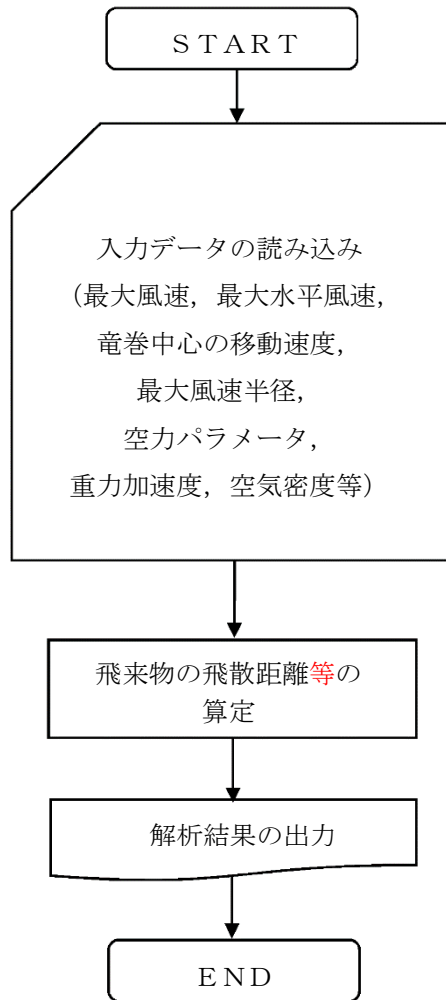 ＳＴＡＲＴ
入力データの読み込み
（最大風速，最大水平風速，
竜巻中心の移動速度，
最大風速半径，
空力パラメータ，
重力加速度，空気密度等）
飛来物の飛散距離等の
算定
解析結果の出力
ＥＮＤ